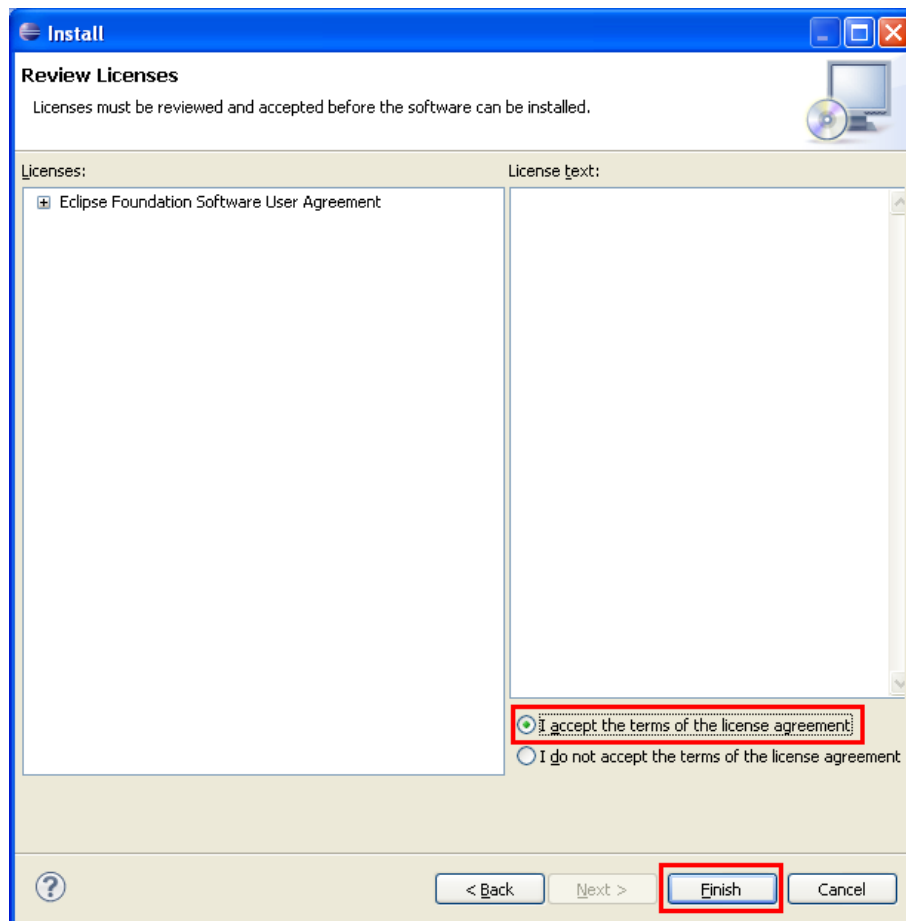 Install
Review Licenses
Licenses must be reviewed and accepted before the software can be installed.
Licenses:
License text:
Eclipse Foundation Software User Agreement
I accept the terms of the license agreement
I do not accept the terms of the license agreement
?
< Back
Next >
Finish
Cancel